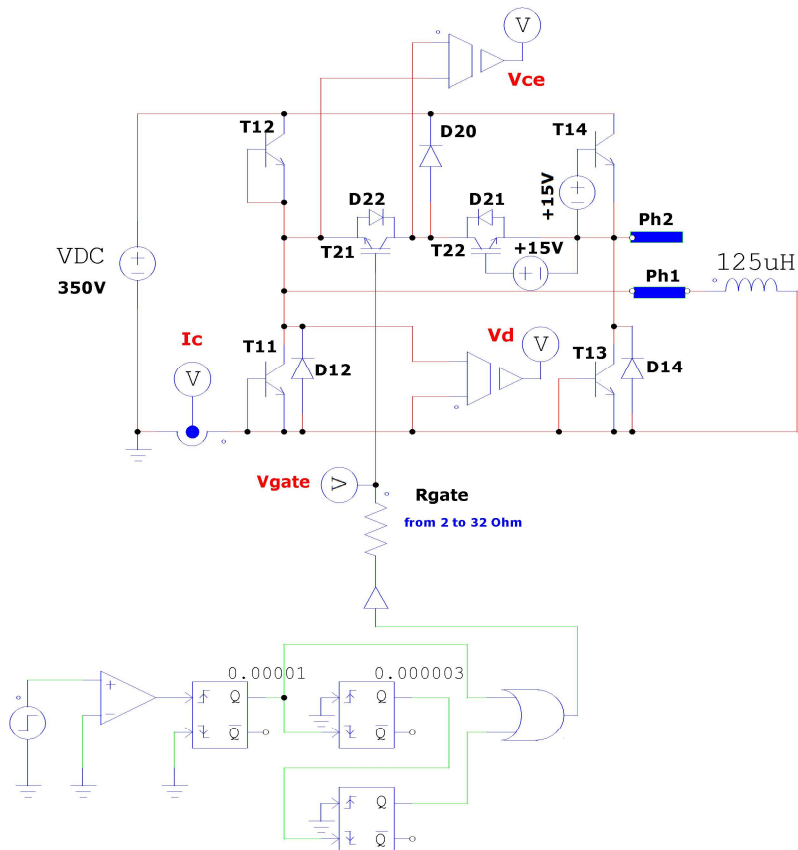 V
Vce
T12
D20
T14
+15V
D22
D21
T21
T22
+15V
Ph2
VDC
350V
Ph1
125uH
Ic
V
T11
D12
Vd
V
T13
D14
Vgate
V
Rgate
from 2 to 32 Ohm
0.00001
0.000003
Q
Q
Q
Q
Q
Q